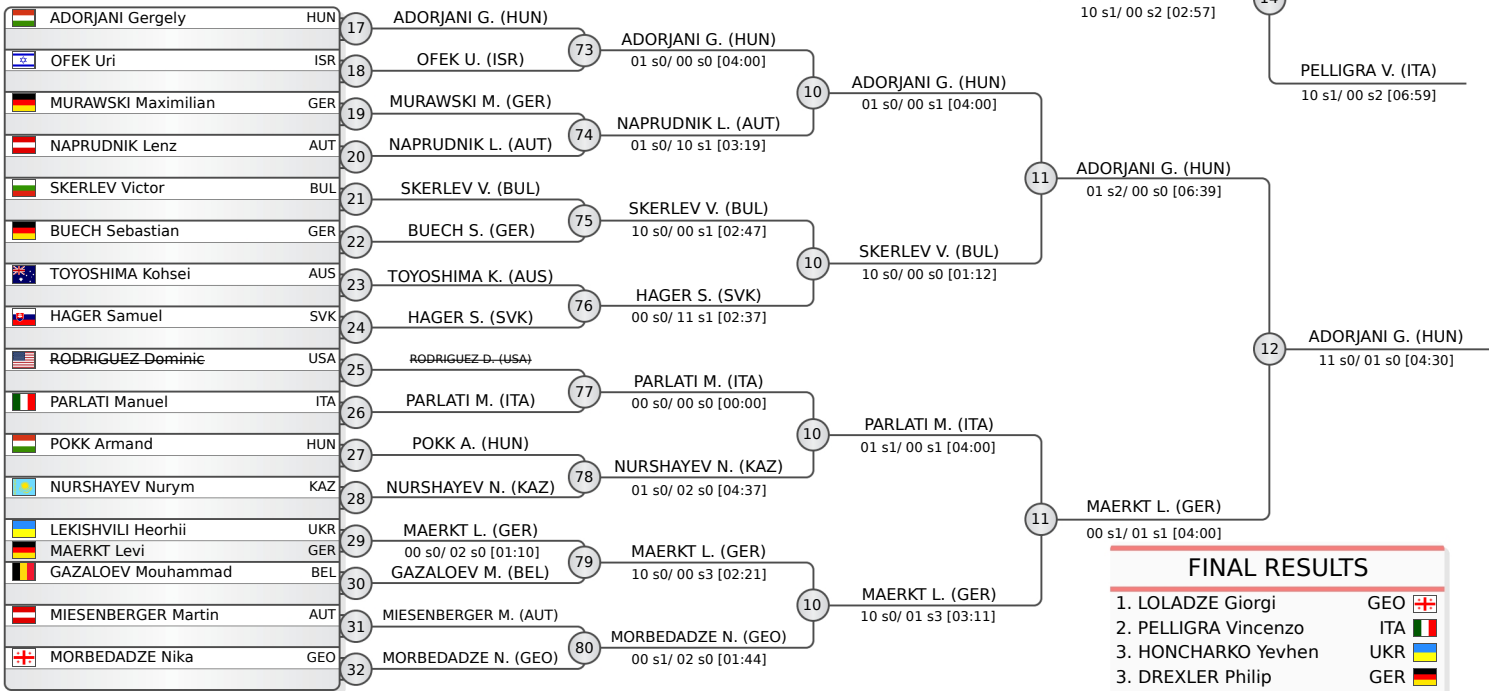 ADORJANI Gergely HUN
OFEK Uri ISR
MURAWSKI Maximilian GER
NAPRUDNIK Lenz AUT
SKERLEV Victor BUL
BUECH Sebastian GER
TOYOSHIMA Kohsei AUS
HAGER Samuel SVK
RODRIGUEZ Dominic USA
PARLATI Manuel ITA
POKK Armand HUN
NURSHAYEV Nurym KAZ
LEKISHVILI Heorhii UKR
MAERKT Levi GER
GAZALOEV Mouhammad BEL
MIESENBERGER Martin AUT
MORBEDADZE Nika GEO
17
18
19
20
21
22
23
24
25
26
27
28
29
30
31
32
ADORJANI G. (HUN)
OFEK U. (ISR)
MURAWSKI M. (GER)
NAPRUDNIK L. (AUT)
SKERLEV V. (BUL)
BUECH S. (GER)
TOYOSHIMA K. (AUS)
HAGER S. (SVK)
RODRIGUEZ D. (USA)
PARLATI M. (ITA)
POKK A. (HUN)
NURSHAYEV N. (KAZ)
MAERKT L. (GER)
00 s0/ 02 s0 [01:10]
GAZALOEV M. (BEL)
MIESENBERGER M. (AUT)
MORBEDADZE N. (GEO)
73
74
75
76
77
78
79
80
ADORJANI G. (HUN)
01 s0/ 00 s0 [04:00]
NAPRUDNIK L. (AUT)
01 s0/ 10 s1 [03:19]
SKERLEV V. (BUL)
10 s0/ 00 s1 [02:47]
HAGER S. (SVK)
00 s0/ 11 s1 [02:37]
PARLATI M. (ITA)
00 s0/ 00 s0 [00:00]
NURSHAYEV N. (KAZ)
01 s0/ 02 s0 [04:37]
MAERKT L. (GER)
10 s0/ 00 s3 [02:21]
MORBEDADZE N. (GEO)
00 s1/ 02 s0 [01:44]
10
10
10
10
ADORJANI G. (HUN)
01 s0/ 00 s1 [04:00]
SKERLEV V. (BUL)
10 s0/ 00 s0 [01:12]
PARLATI M. (ITA)
01 s1/ 00 s1 [04:00]
MAERKT L. (GER)
10 s0/ 01 s3 [03:11]
11
11
ADORJANI G. (HUN)
01 s2/ 00 s0 [06:39]
MAERKT L. (GER)
00 s1/ 01 s1 [04:00]
12
ADORJANI G. (HUN)
11 s0/ 01 s0 [04:30]
10 s1/ 00 s2 [02:57]
PELLIGRA V. (ITA)
10 s1/ 00 s2 [06:59]
FINAL RESULTS
1. LOLADZE Giorgi GEO
2. PELLIGRA Vincenzo ITA
3. HONCHARKO Yevhen UKR
3. DREXLER Philip GER